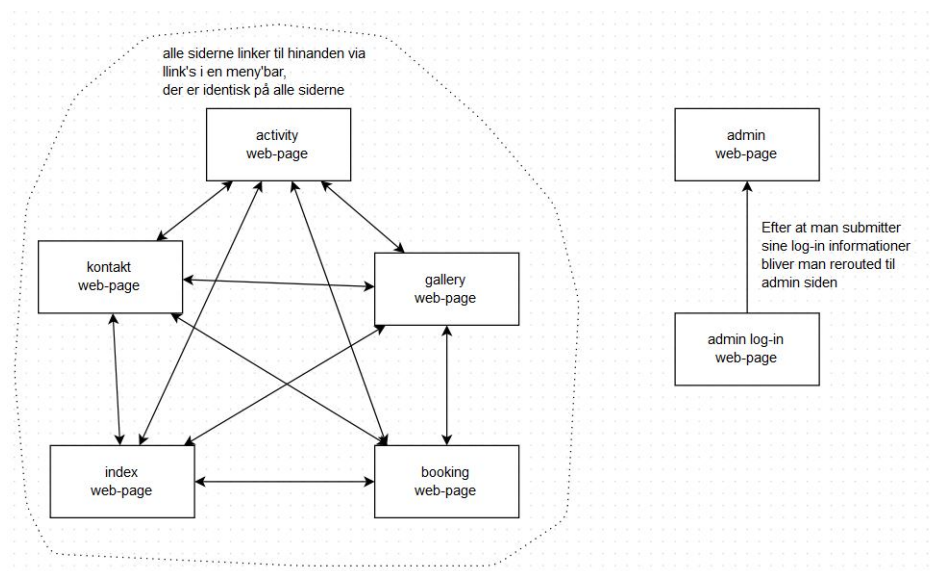 alle siderne linker til hinanden via
llink's i en meny'bar,
der er identisk på alle siderne
activity
web-page
kontakt
web-page
gallery
web-page
index
web-page
booking
web-page
admin
web-page
Efter at man submitter
sine log-in informationer
bliver man rerouted til
admin siden
admin log-in
web-page